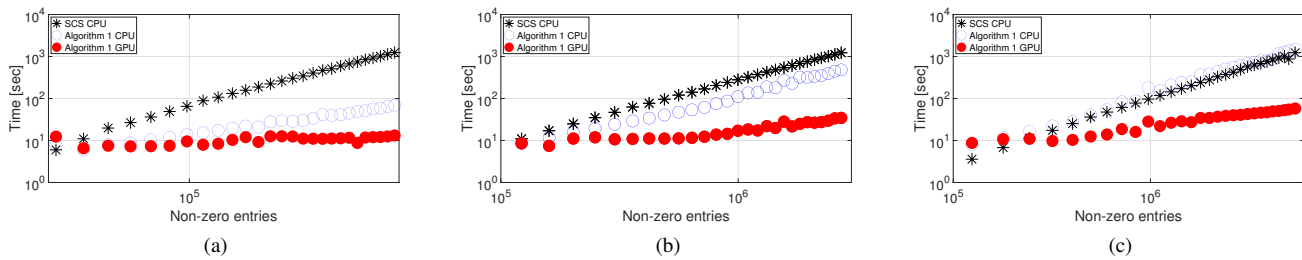 10^4
10^3
10^2
10^1
10^0
Time [sec]
SCS CPU
Algorithm 1 CPU
Algorithm 1 GPU
10^5
Non-zero entries
(a)
10^4
10^3
10^2
10^1
10^0
Time [sec]
SCS CPU
Algorithm 1 CPU
Algorithm 1 GPU
10^5
10^6
Non-zero entries
(b)
10^4
10^3
10^2
10^1
10^0
Time [sec]
SCS CPU
Algorithm 1 CPU
Algorithm 1 GPU
10^5
10^6
Non-zero entries
(c)